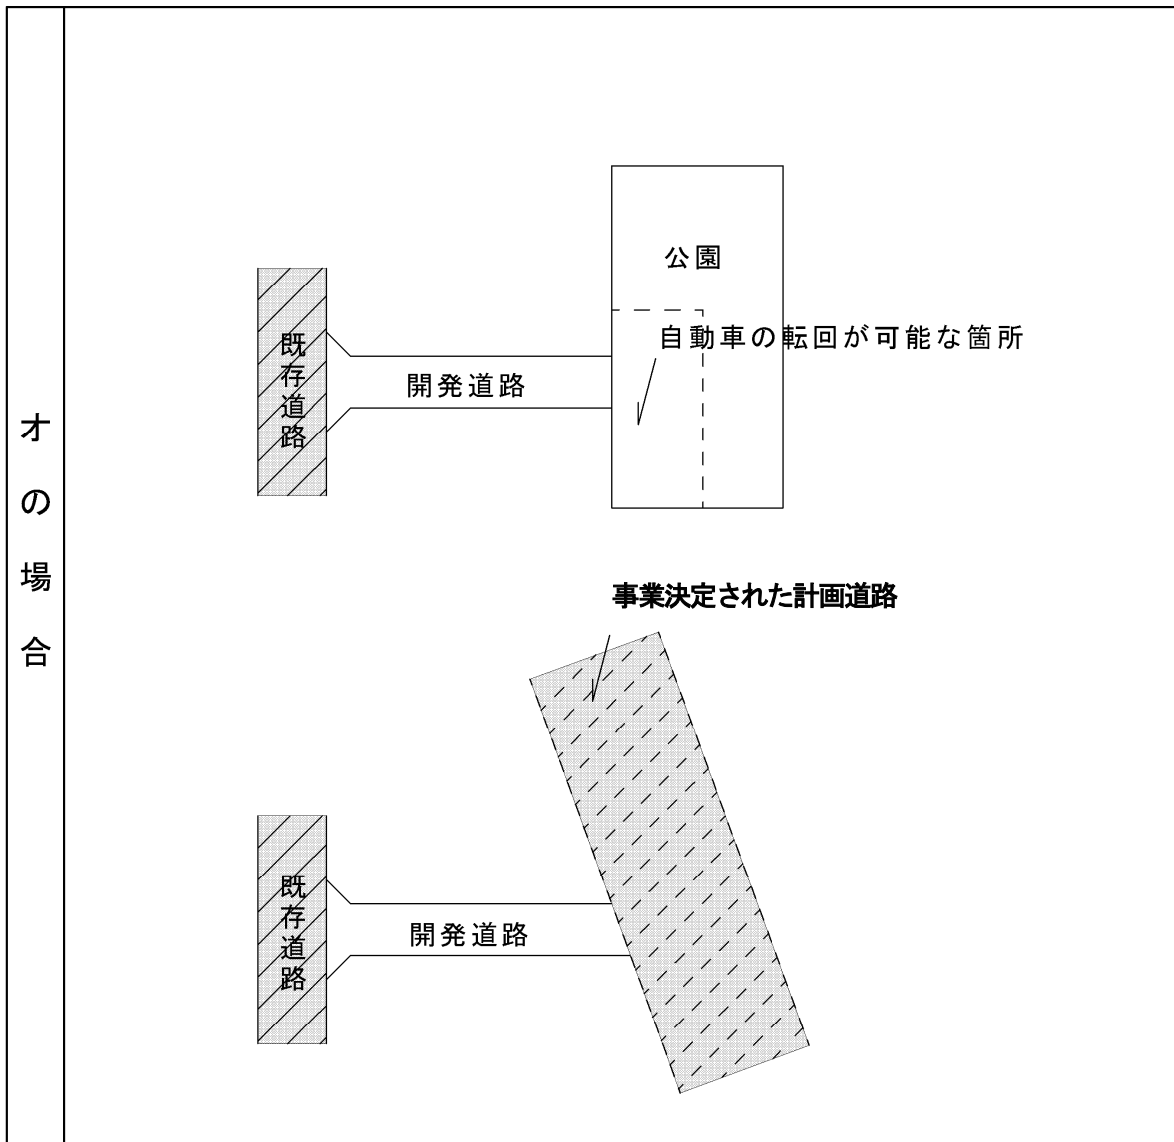 オの場合
公園
自動車の転回が可能な箇所
既存道路
開発道路
事業決定された計画道路
既存道路
開発道路